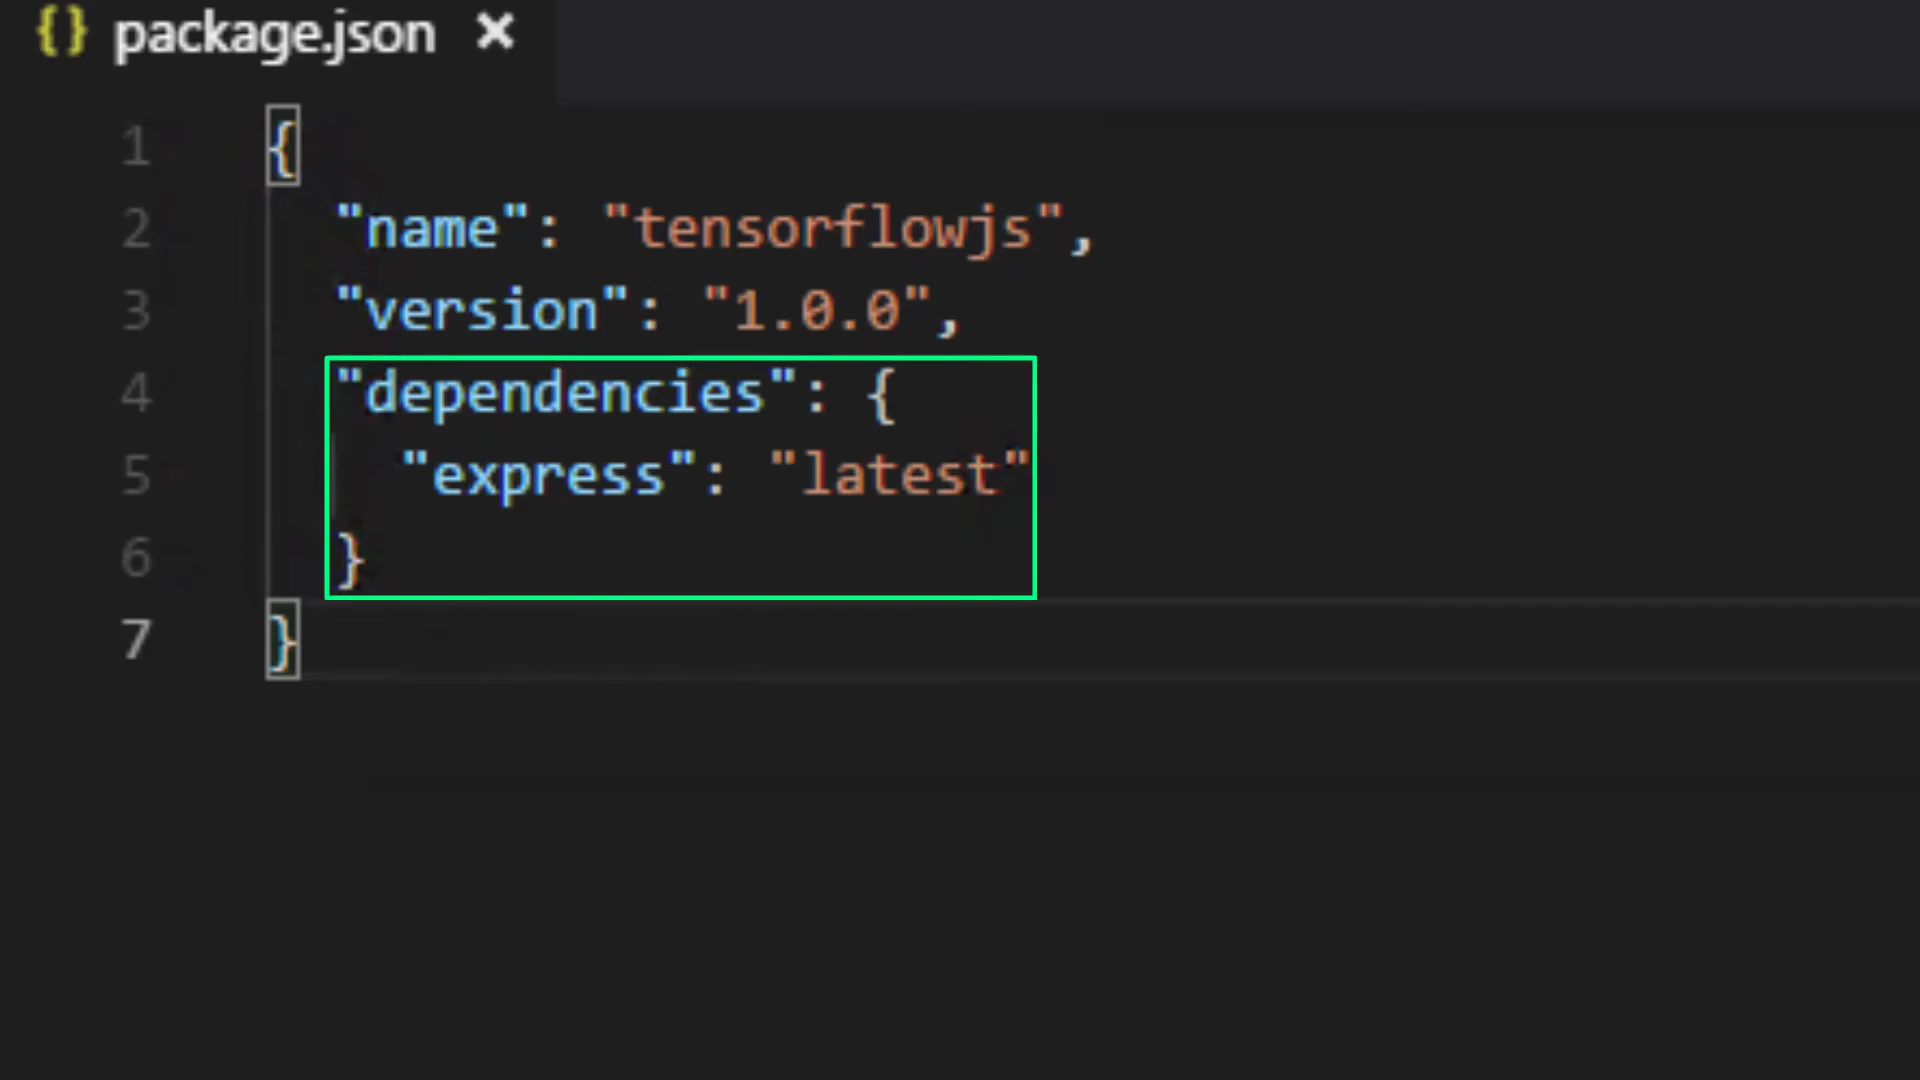 {} package.json ×
1 {
2 "name": "tensorflowjs",
3 "version": "1.0.0",
4 "dependencies": {
5 "express": "latest"
6 }
7 }